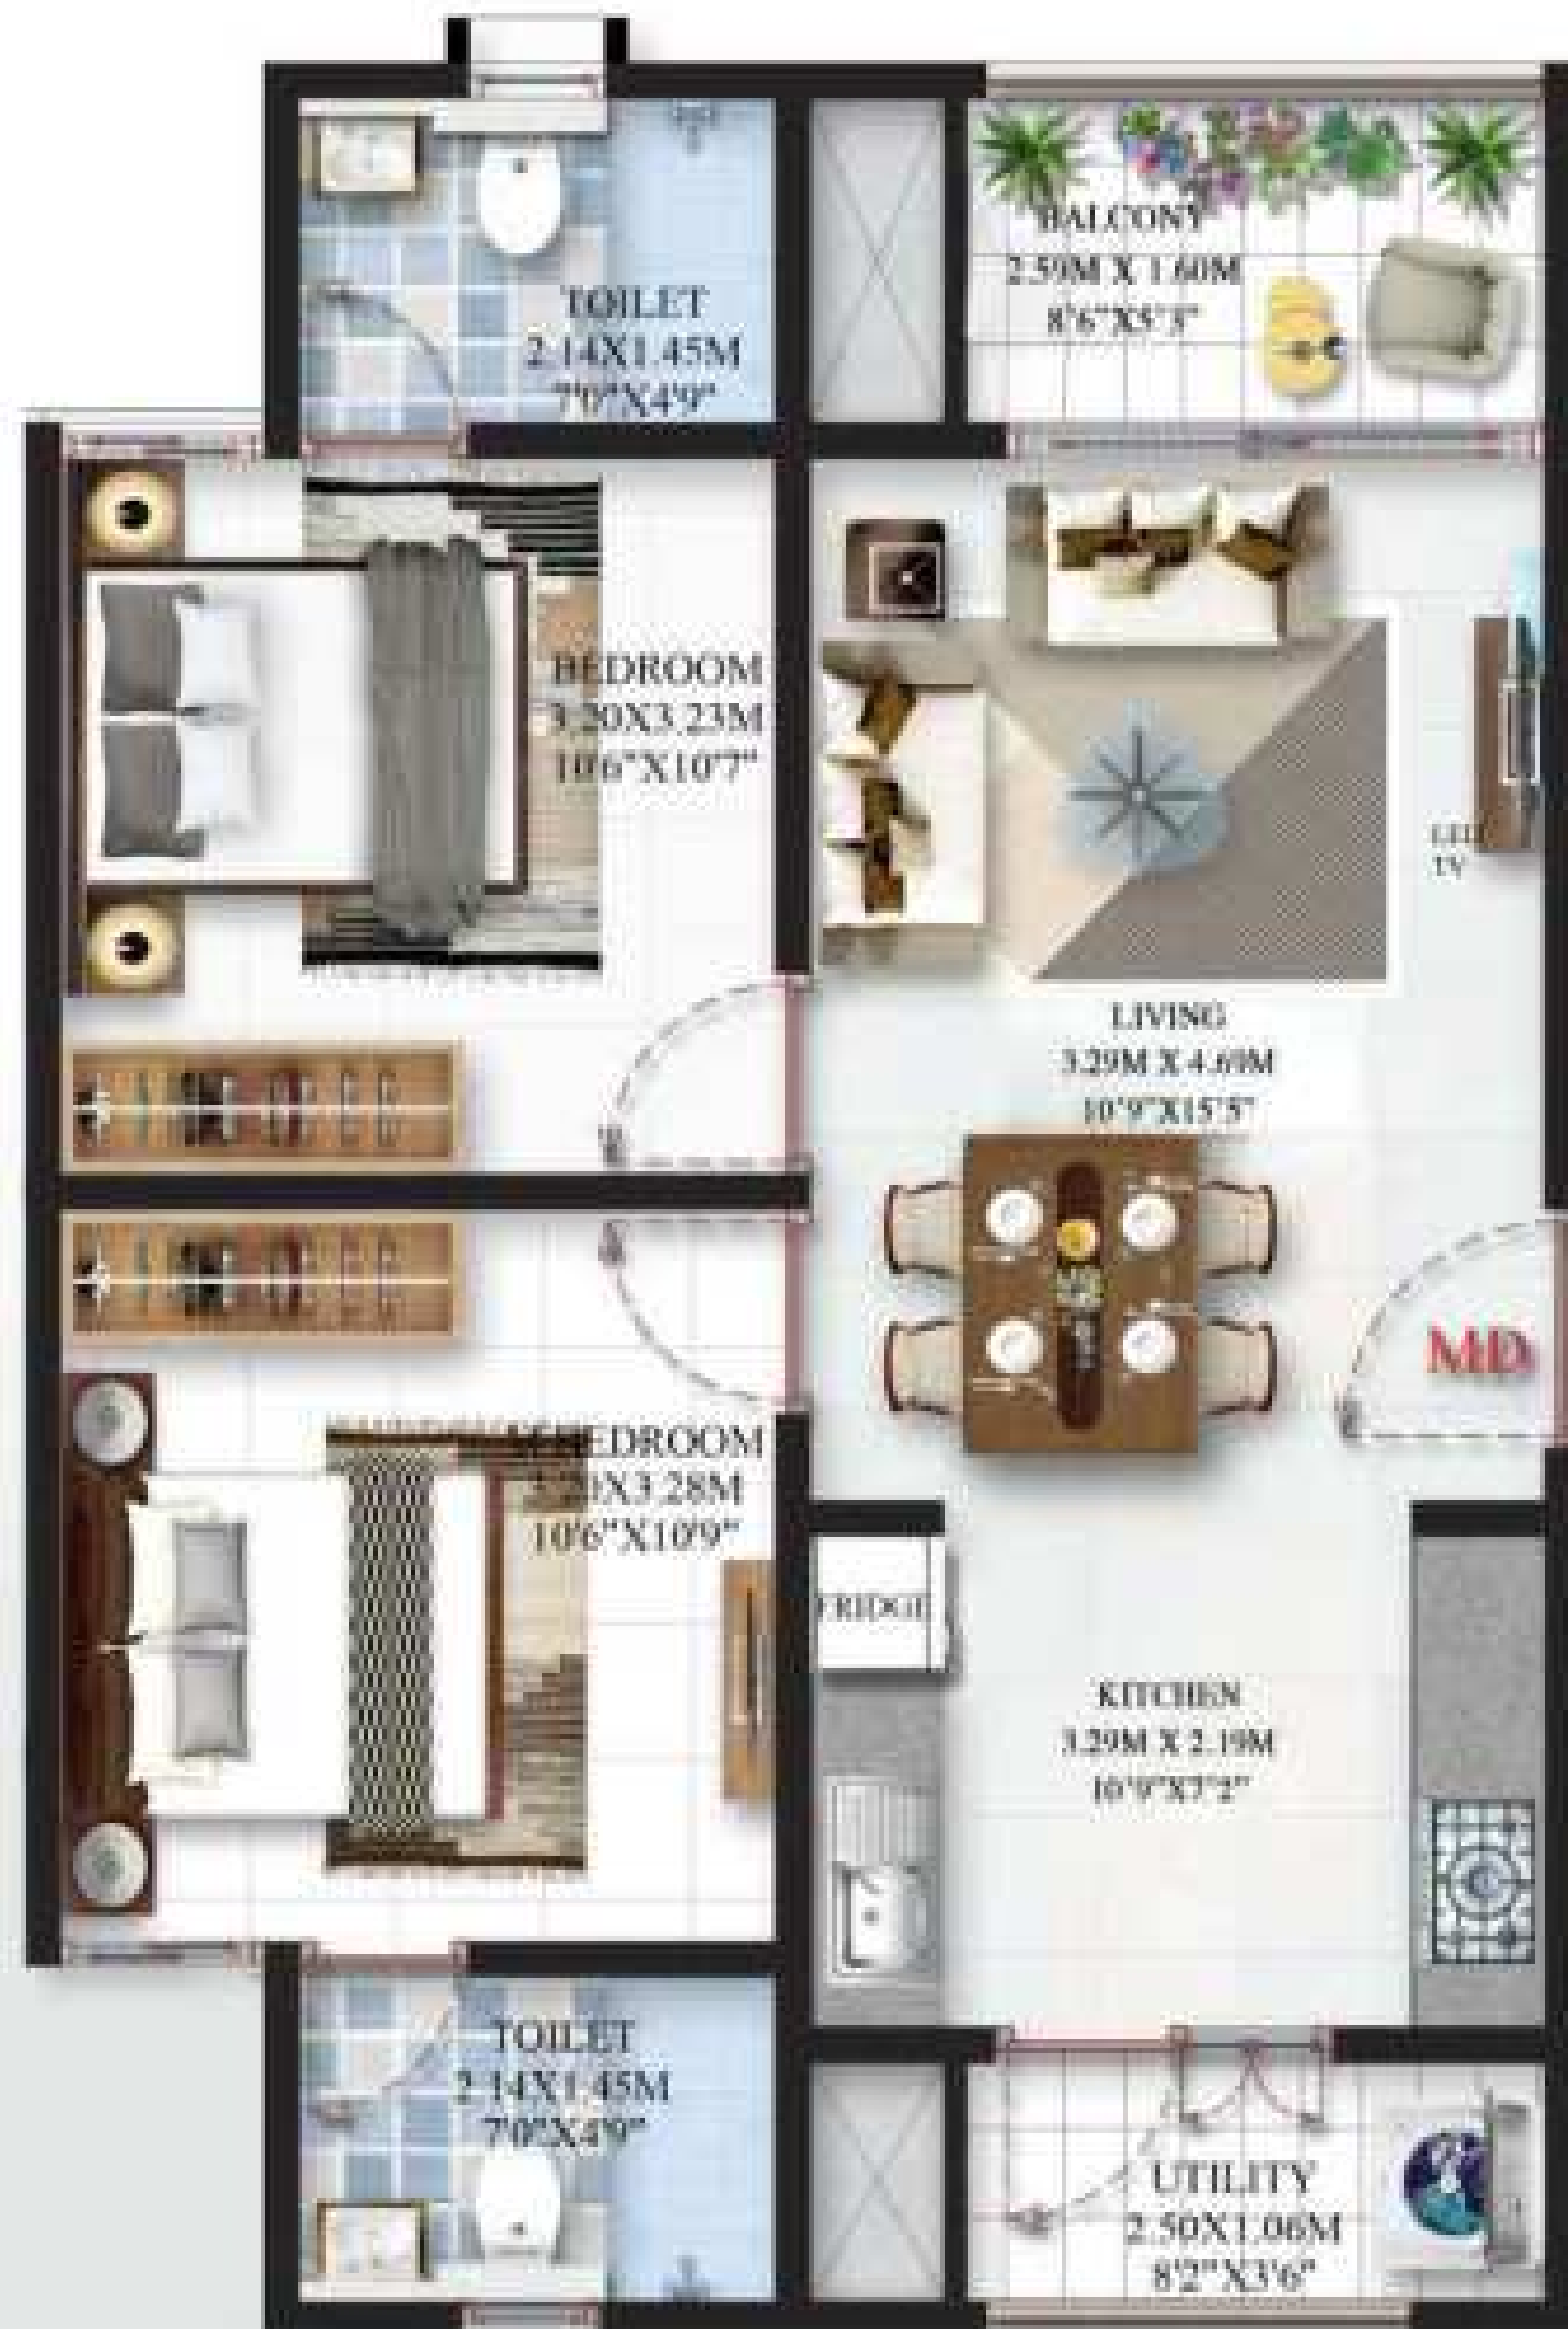 BALCONY
2.59M X 1.60M
8'6"X5'3"
TOILET
2.14X1.45M
7'0"X4'9"
BEDROOM
3.20X3.23M
10'6"X10'7"
TV
LIVING
3.29M X 4.69M
10'9"X15'5"
MD
BEDROOM
3.20X3.28M
10'6"X10'9"
FRIDGE
KITCHEN
3.29M X 2.19M
10'9"X7'2"
TOILET
2.14X1.45M
7'0"X4'9"
UTILITY
2.50X1.06M
8'2"X3'6"